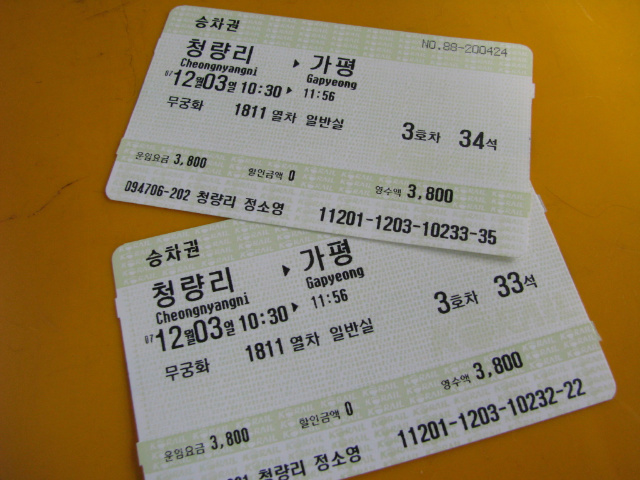 승차권
NO.88-200424
청량리 ▶ 가평
Cheongnyangni Gapyeong
07 12월03일 10:30 ▶ 11:56
무궁화 1811 열차 일반실
3호차 34석
운임요금 3,800 할인금액 0 영수액 3,800
094706-202 청량리 정소영 11201-1203-10233-35
승차권
청량리 ▶ 가평
Cheongnyangni Gapyeong
07 12월03일 10:30 ▶ 11:56
무궁화 1811 열차 일반실
3호차 33석
운임요금 3,800 할인금액 0 영수액 3,800
청량리 정소영 11201-1203-10232-22